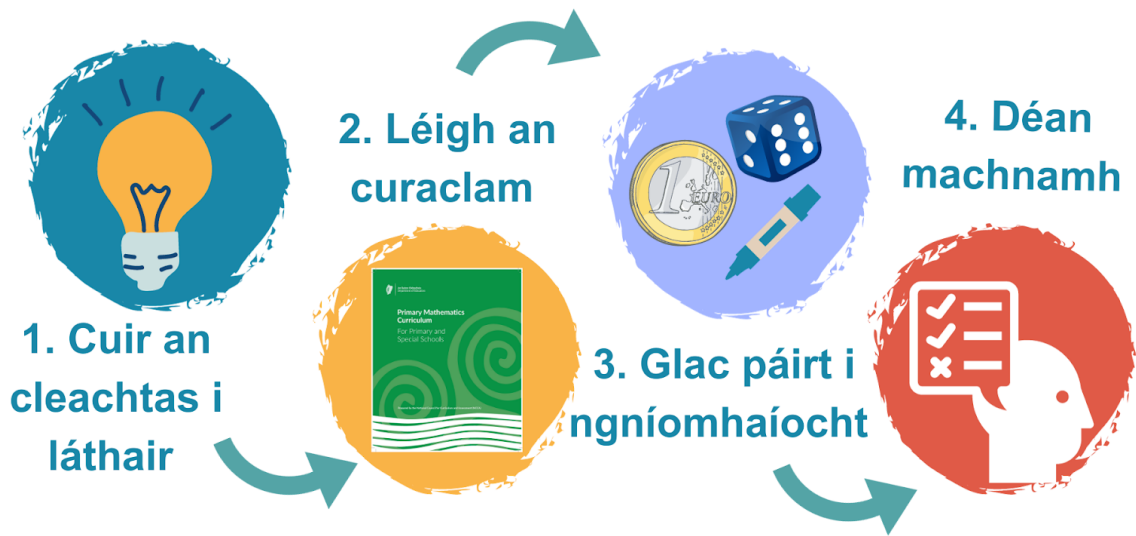 1. Cuir an
cleachtas i
láthair
2. Léigh an
curaclam
Primary Mathematics
Curriculum
For Primary and
Special Schools
1
EURO
3. Glac páirt i
ngníomhaíocht
4. Déan
machnamh